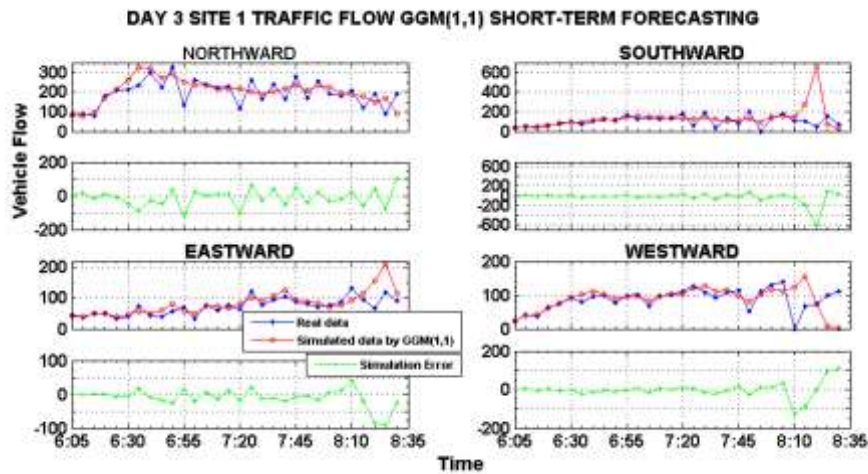 DAY 3 SITE 1 TRAFFIC FLOW GGM(1,1) SHORT-TERM FORECASTING
NORTHWARD
300
200
100
0
200
0
-200
SOUTHWARD
600
400
200
0
600
200
-200
-600
Vehicle Flow
EASTWARD
200
100
0
100
0
-100
6:05 6:30 6:55 7:20 7:45 8:10 8:35
Real data
Simulated data by GGM(1,1)
Simulation Error
WESTWARD
200
100
0
200
0
-200
6:05 6:30 6:55 7:20 7:45 8:10 8:35
Time